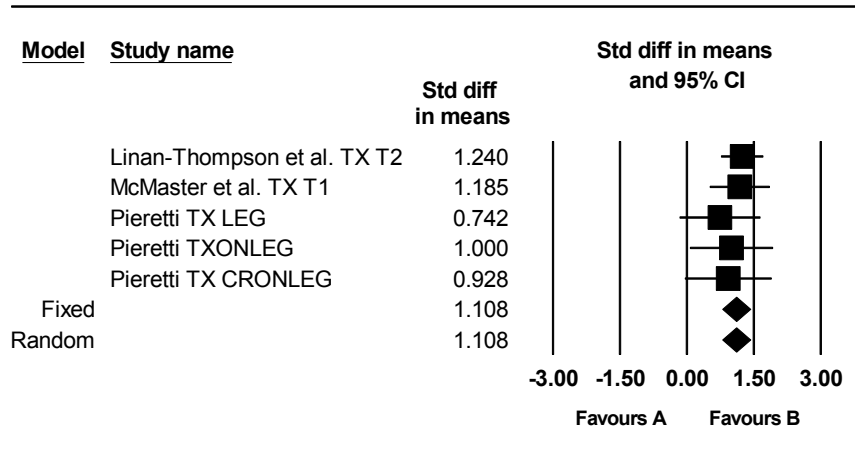 Model Study name Std diff in means
and 95% CI
Std diff
in means
Linan-Thompson et al. TX T2 1.240
McMaster et al. TX T1 1.185
Pieretti TX LEG 0.742
Pieretti TXONLEG 1.000
Pieretti TX CRONLEG 0.928
Fixed 1.108
Random 1.108
-3.00 -1.50 0.00 1.50 3.00
Favours A Favours B